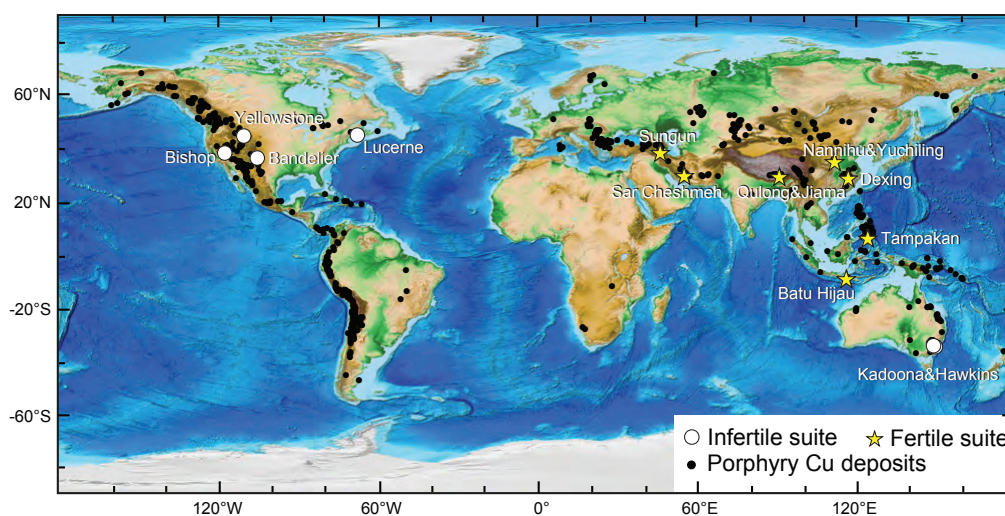 60°N
20°N
-20°S
-60°S
Yellowstone
Bishop
Bandelier
Lucerne
Sungun
Nannihu&Yuchiling
Sar Cheshmeh
Qulong&Jiama
Dexing
Tampakan
Batu Hijau
Kadoona&Hawkins
Infertile suite
Fertile suite
Porphyry Cu deposits
120°W
60°W
0°
60°E
120°E